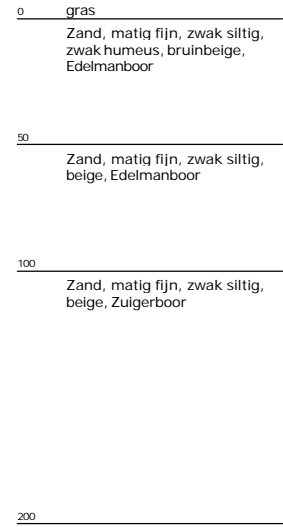 0 gras
Zand, matig fijn, zwak siltig,
zwak humeus, bruinbeige,
Edelmanboor
50
Zand, matig fijn, zwak siltig,
beige, Edelmanboor
100
Zand, matig fijn, zwak siltig,
beige, Zuigerboor
200